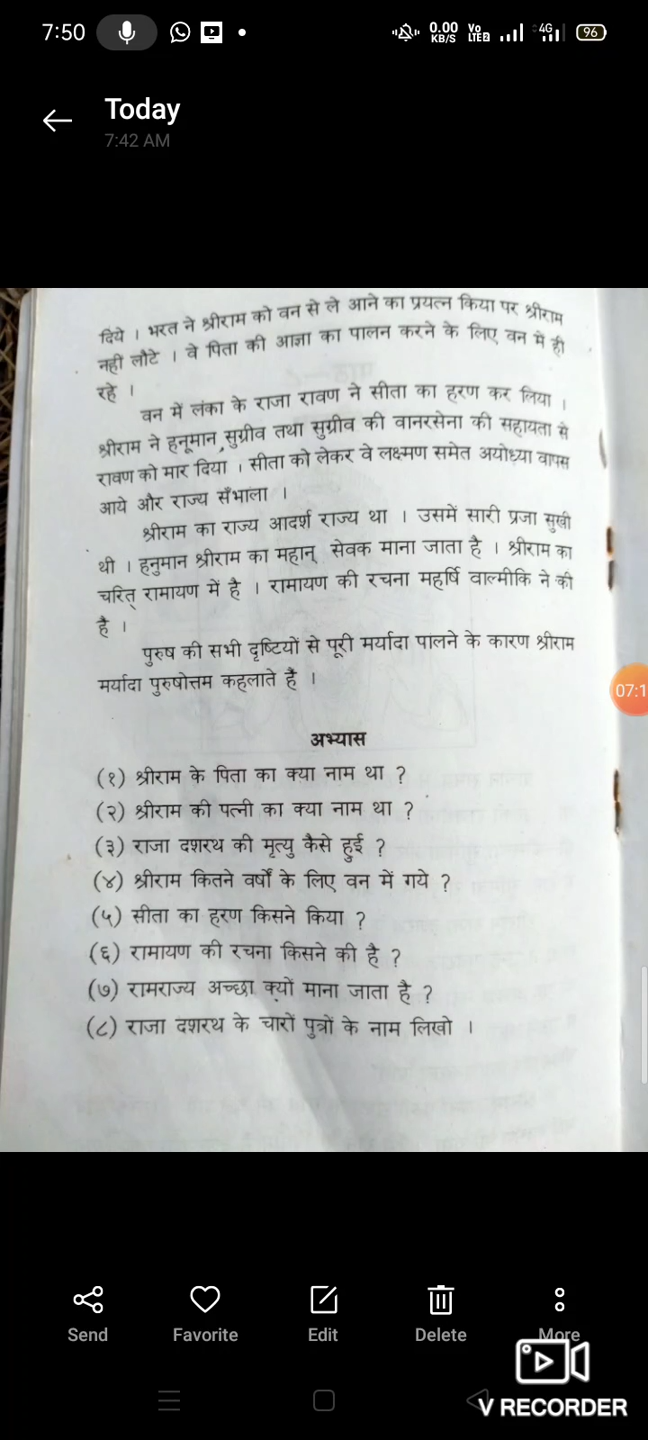 7:50
0.00 KB/S
Vo LTE2
4G
96
Today
7:42 AM
दिये । भरत ने श्रीराम को वन से ले आने का प्रयत्न किया पर श्रीराम
नहीं लौटे । वे पिता की आज्ञा का पालन करने के लिए वन में ही
रहे ।
वन में लंका के राजा रावण ने सीता का हरण कर लिया ।
श्रीराम ने हनूमान, सुग्रीव तथा सुग्रीव की वानरसेना की सहायता से
रावण को मार दिया । सीता को लेकर वे लक्ष्मण समेत अयोध्या वापस
आये और राज्य सँभाला ।
श्रीराम का राज्य आदर्श राज्य था । उसमें सारी प्रजा सुखी
थी । हनुमान श्रीराम का महान् सेवक माना जाता है । श्रीराम का
चरित् रामायण में है । रामायण की रचना महर्षि वाल्मीकि ने की
है ।
पुरुष की सभी दृष्टियों से पूरी मर्यादा पालने के कारण श्रीराम
मर्यादा पुरुषोत्तम कहलाते हैं ।
07:1
अभ्यास
(१) श्रीराम के पिता का क्या नाम था ?
(२) श्रीराम की पत्नी का क्या नाम था ?
(३) राजा दशरथ की मृत्यु कैसे हुई ?
(४) श्रीराम कितने वर्षों के लिए वन में गये ?
(५) सीता का हरण किसने किया ?
(६) रामायण की रचना किसने की है ?
(७) रामराज्य अच्छा क्यों माना जाता है ?
(८) राजा दशरथ के चारों पुत्रों के नाम लिखो ।
Send
Favorite
Edit
Delete
More
V RECORDER